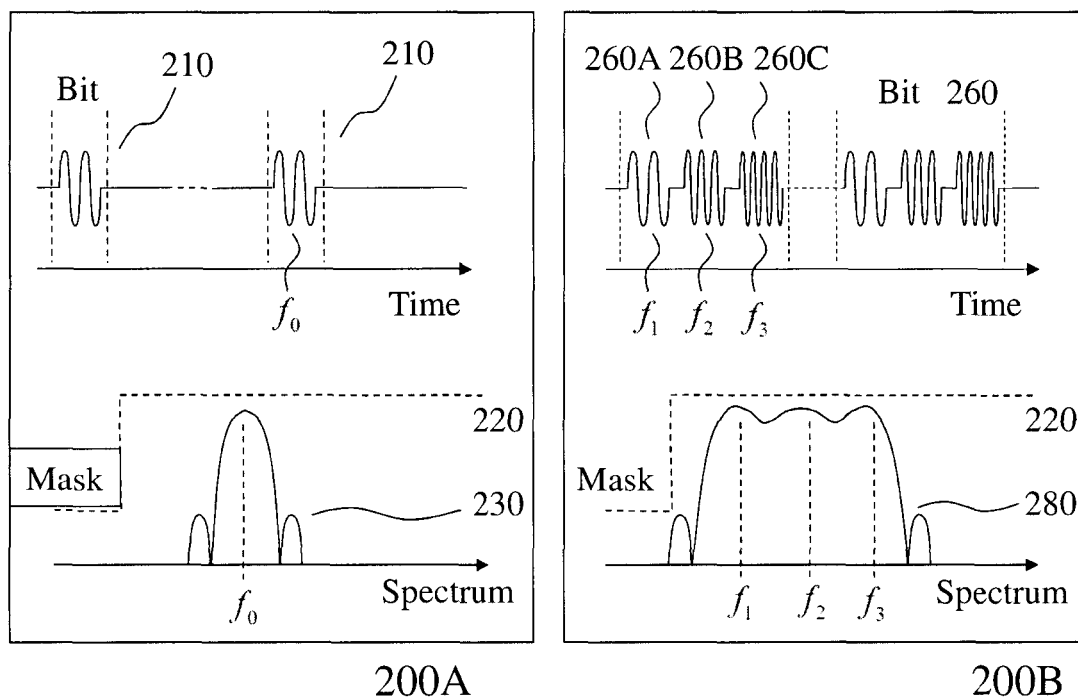 210 210
Bit
f₀
Time
220
Mask
230
Spectrum
f₀
200A
260A 260B 260C
Bit 260
f₁ f₂ f₃
Time
220
Mask
280
Spectrum
f₁ f₂ f₃
200B